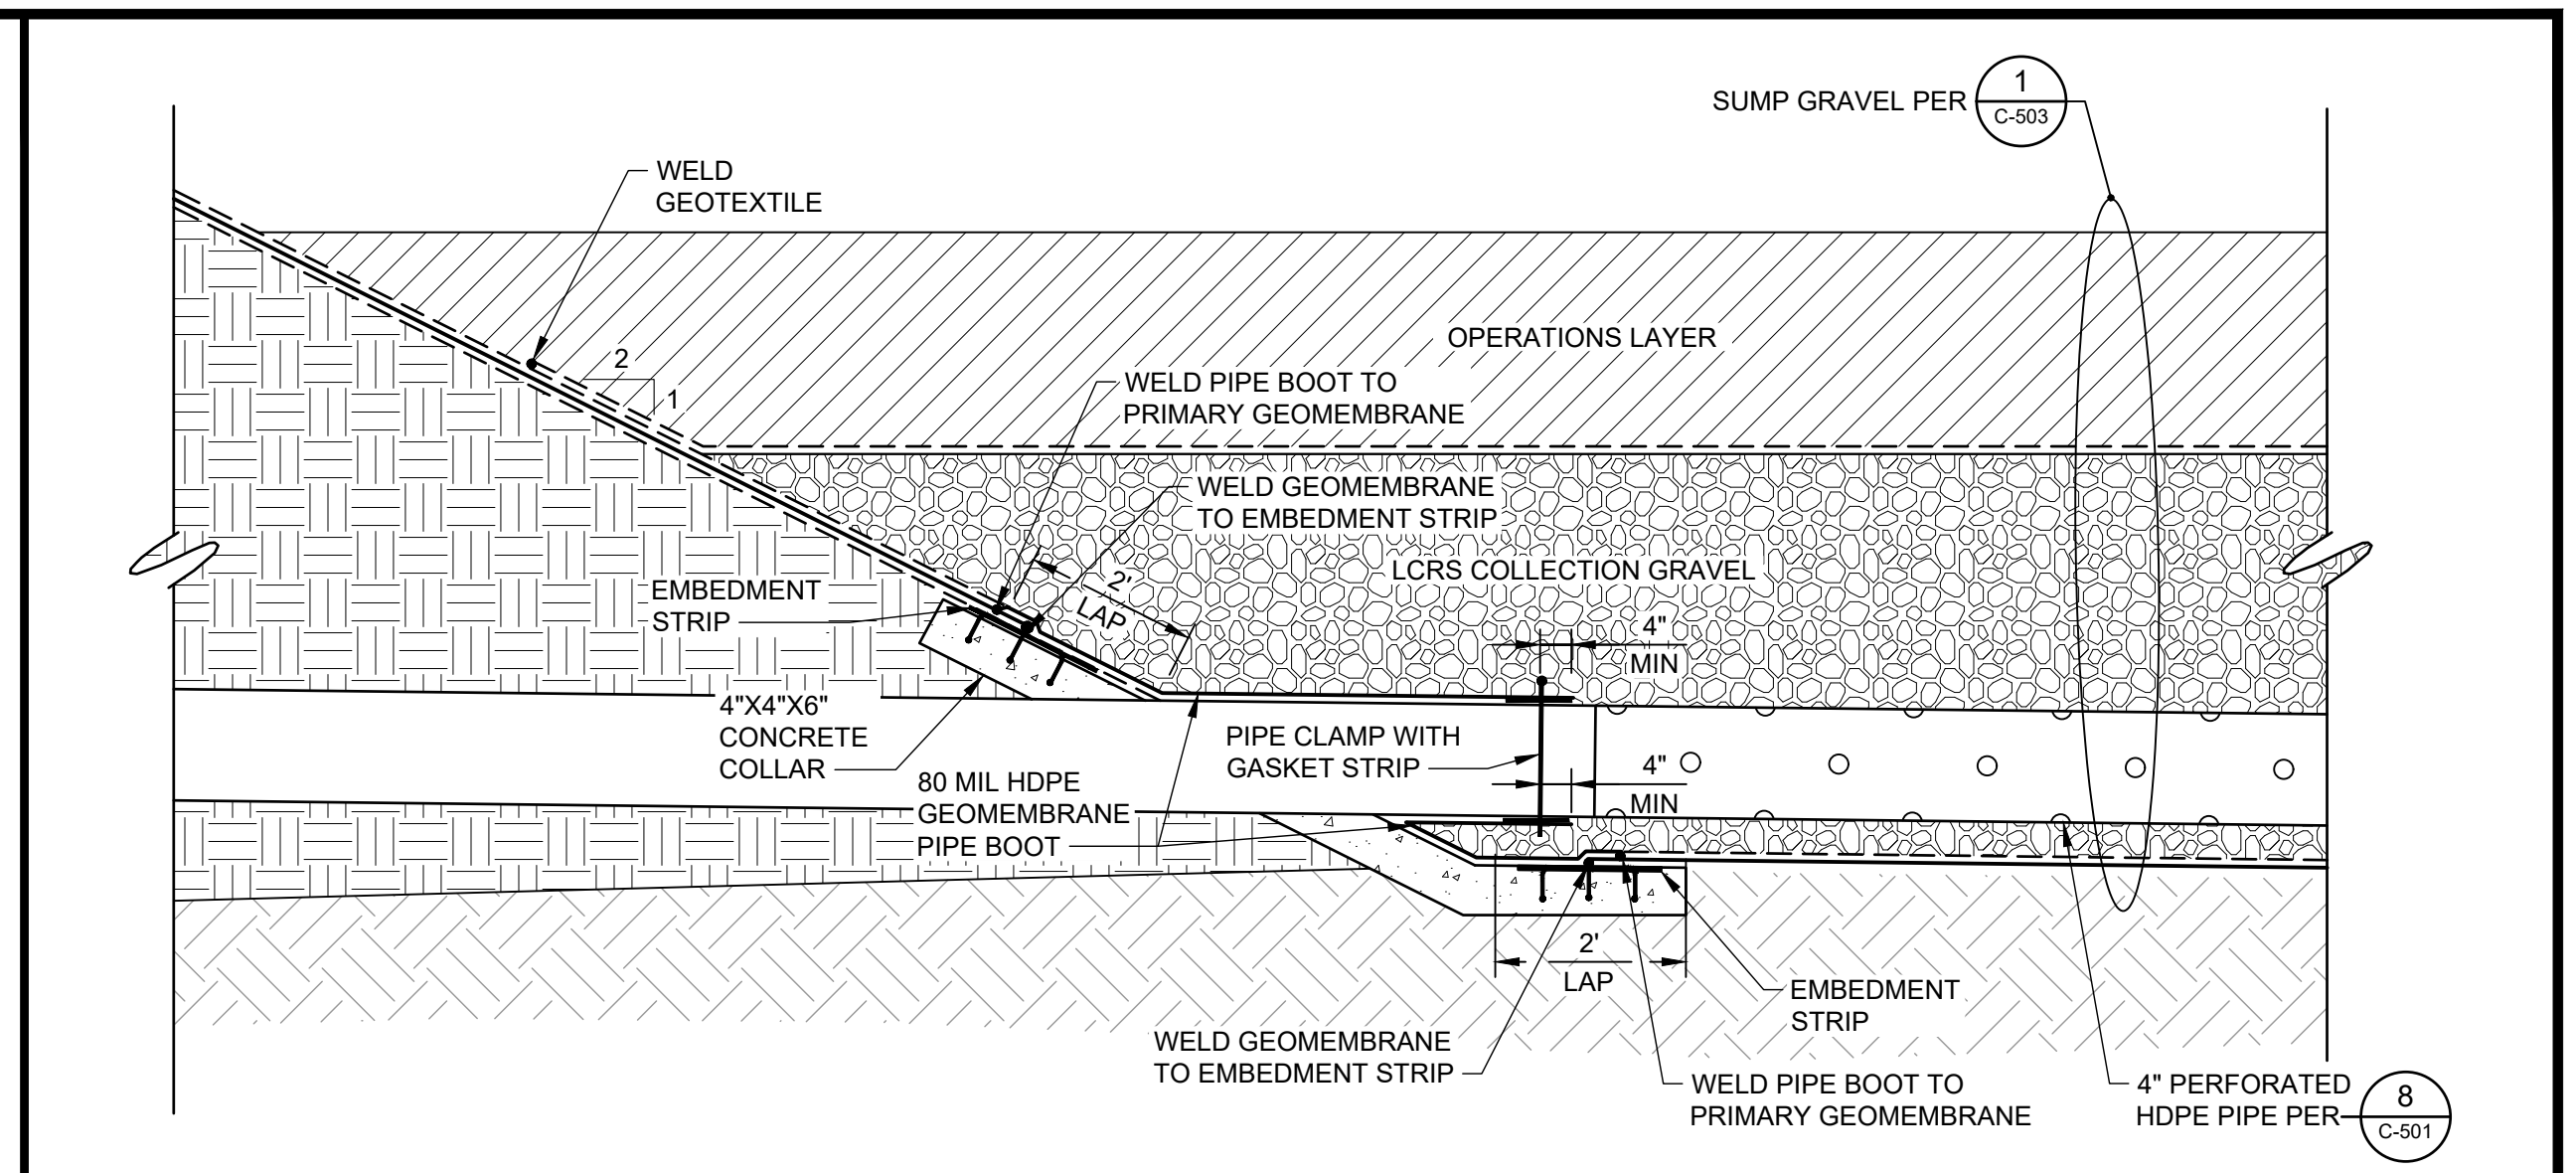 SUMP GRAVEL PER
1
C-503
WELD
GEOTEXTILE
OPERATIONS LAYER
2
1
WELD PIPE BOOT TO
PRIMARY GEOMEMBRANE
WELD GEOMEMBRANE
TO EMBEDMENT STRIP
LCRS COLLECTION GRAVEL
2'
LAP
EMBEDMENT
STRIP
4"
MIN
4"X4"X6"
CONCRETE
COLLAR
PIPE CLAMP WITH
GASKET STRIP
4"
MIN
80 MIL HDPE
GEOMEMBRANE
PIPE BOOT
2'
LAP
EMBEDMENT
STRIP
WELD GEOMEMBRANE
TO EMBEDMENT STRIP
WELD PIPE BOOT TO
PRIMARY GEOMEMBRANE
4" PERFORATED
HDPE PIPE PER
8
C-501